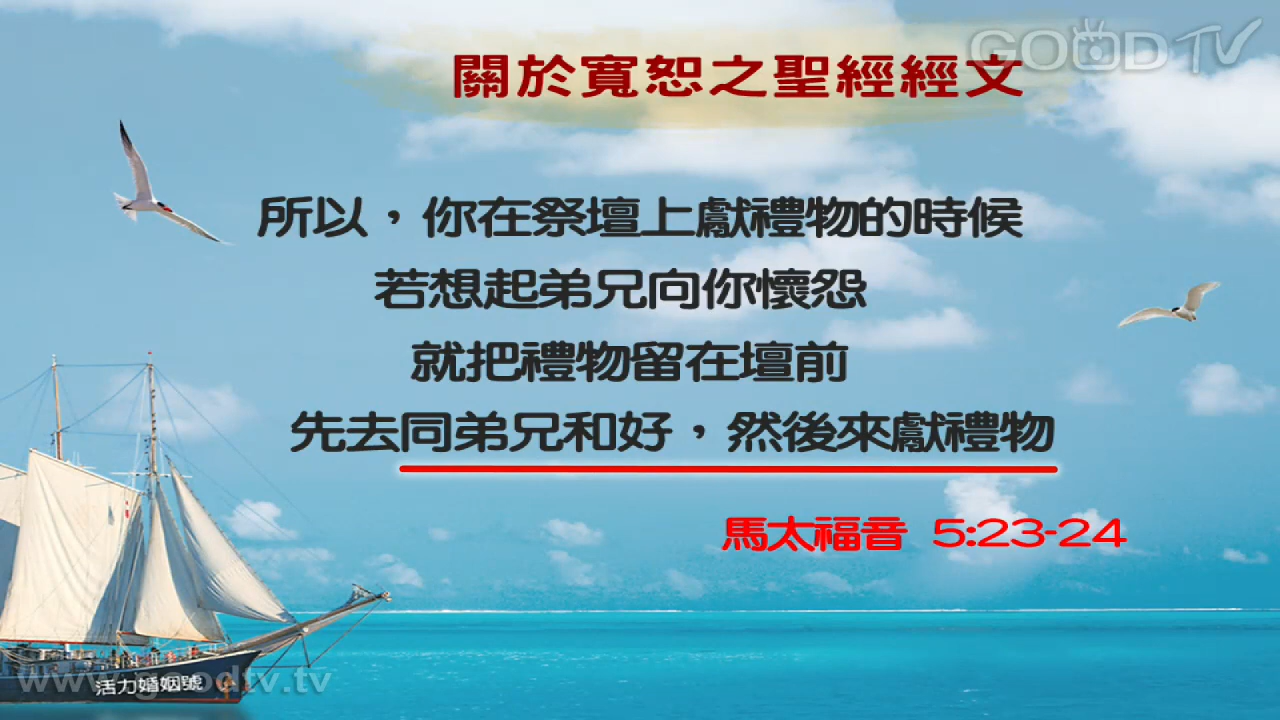 GOOD TV
關於寬恕之聖經經文
所以，你在祭壇上獻禮物的時候
若想起弟兄向你懷怨
就把禮物留在壇前
先去同弟兄和好，然後來獻禮物
馬太福音 5:23-24
活力婚姻號
www.goodtv.tv